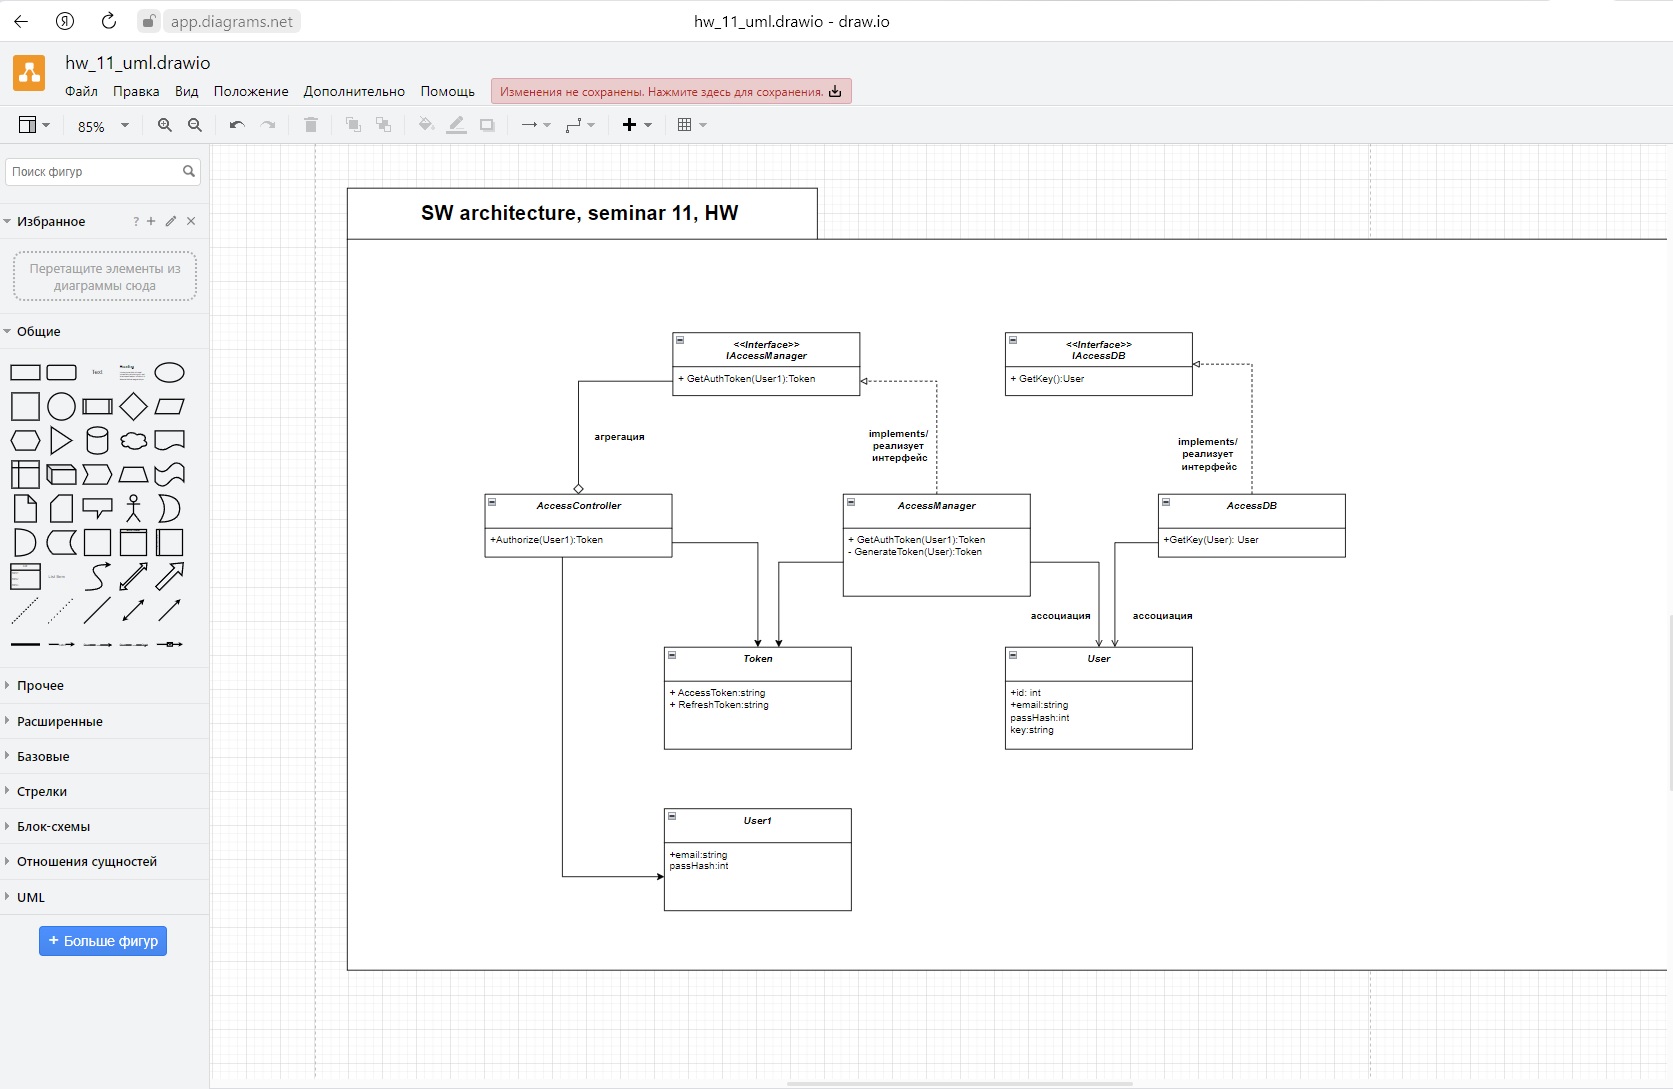 app.diagrams.net
hw_11_uml.drawio - draw.io
hw_11_uml.drawio
Файл Правка Вид Положение Дополнительно Помощь
Изменения не сохранены. Нажмите здесь для сохранения.
85%
Поиск фигур
Избранное
? + 
Перетащите элементы из
диаграммы сюда
Общие
Text
Heading
List Item
Прочее
Расширенные
Базовые
Стрелки
Блок-схемы
Отношения сущностей
UML
+ Больше фигур
SW architecture, seminar 11, HW
<<Interface>>
IAccessManager
+ GetAuthToken(User1):Token
<<Interface>>
IAccessDB
+ GetKey():User
агрегация
implements/
реализует
интерфейс
implements/
реализует
интерфейс
AccessController
+Authorize(User1):Token
AccessManager
+ GetAuthToken(User1):Token
- GenerateToken(User):Token
AccessDB
+GetKey(User): User
ассоциация
ассоциация
Token
+ AccessToken:string
+ RefreshToken:string
User
+id: int
+email:string
passHash:int
key:string
User1
+email:string
passHash:int